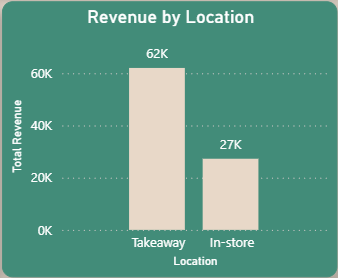 Revenue by Location
62K
60K
40K
27K
20K
0K
Total Revenue
Takeaway
In-store
Location